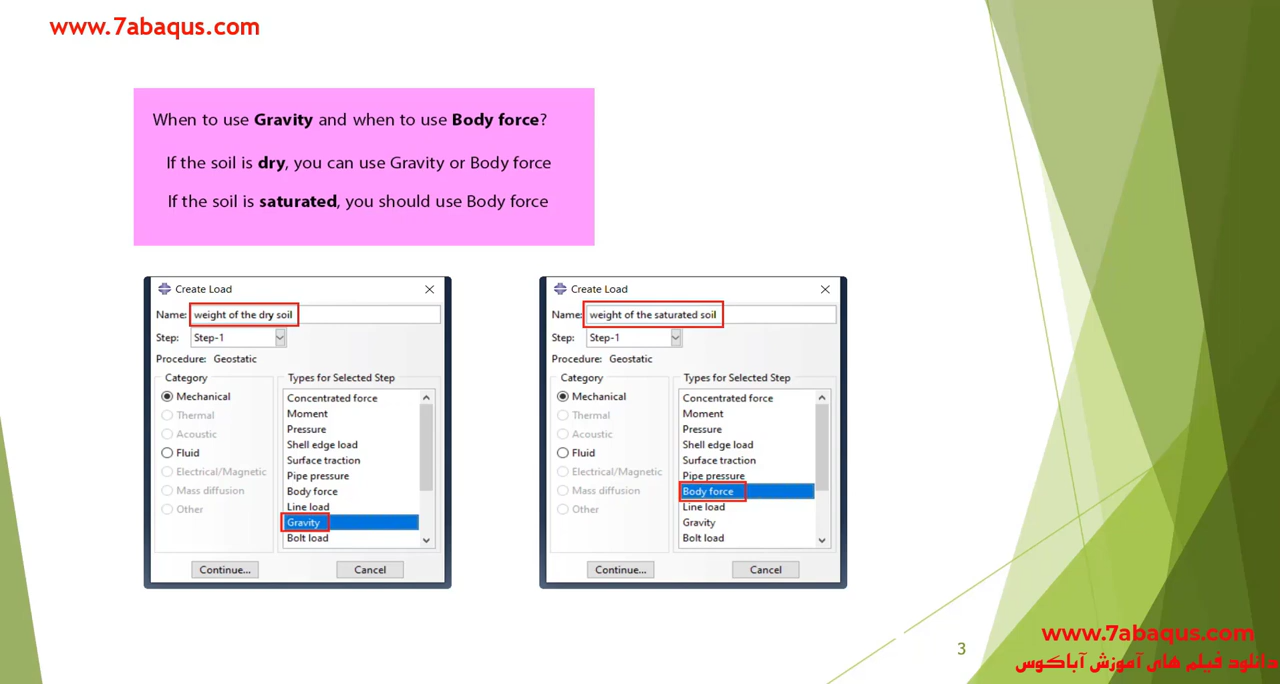 www.7abaqus.com
When to use Gravity and when to use Body force?
If the soil is dry, you can use Gravity or Body force
If the soil is saturated, you should use Body force
Create Load
Name: weight of the dry soil
Step: Step-1
Procedure: Geostatic
Category
Mechanical
Thermal
Acoustic
Fluid
Electrical/Magnetic
Mass diffusion
Other
Types for Selected Step
Concentrated force
Moment
Pressure
Shell edge load
Surface traction
Pipe pressure
Body force
Line load
Gravity
Bolt load
Continue...
Cancel
Create Load
Name: weight of the saturated soil
Step: Step-1
Procedure: Geostatic
Category
Mechanical
Thermal
Acoustic
Fluid
Electrical/Magnetic
Mass diffusion
Other
Types for Selected Step
Concentrated force
Moment
Pressure
Shell edge load
Surface traction
Pipe pressure
Body force
Line load
Gravity
Bolt load
Continue...
Cancel
3
www.7abaqus.com
دانلود فیلم های آموزش آباکوس